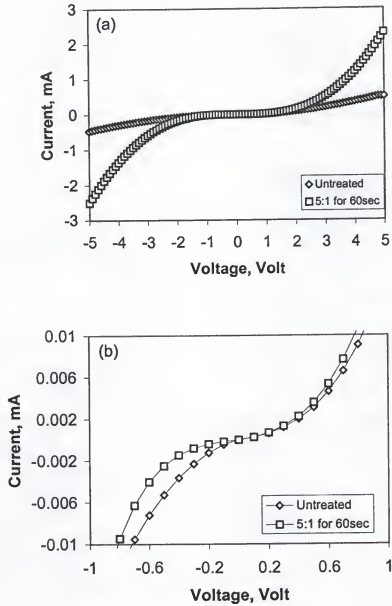 (a)
3
2
1
0
-1
-2
-3
Current, mA
Untreated
5:1 for 60sec
-5 -4 -3 -2 -1 0 1 2 3 4 5
Voltage, Volt
(b)
0.01
0.006
0.002
-0.002
-0.006
-0.01
Current, mA
Untreated
5:1 for 60sec
-1 -0.6 -0.2 0.2 0.6 1
Voltage, Volt